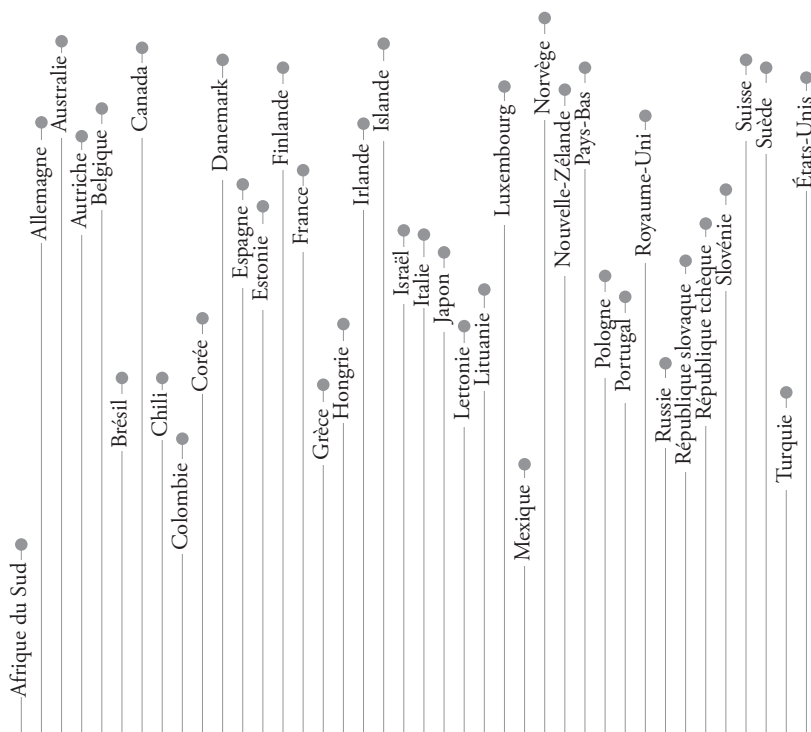 Afrique du Sud
Allemagne
Australie
Autriche
Belgique
Brésil
Canada
Chili
Colombie
Corée
Danemark
Espagne
Estonie
Finlande
France
Grèce
Hongrie
Irlande
Islande
Israël
Italie
Japon
Lettonie
Lituanie
Luxembourg
Mexique
Norvège
Nouvelle-Zélande
Pays-Bas
Pologne
Portugal
Royaume-Uni
Russie
République slovaque
République tchèque
Slovénie
Suisse
Suède
Turquie
États-Unis